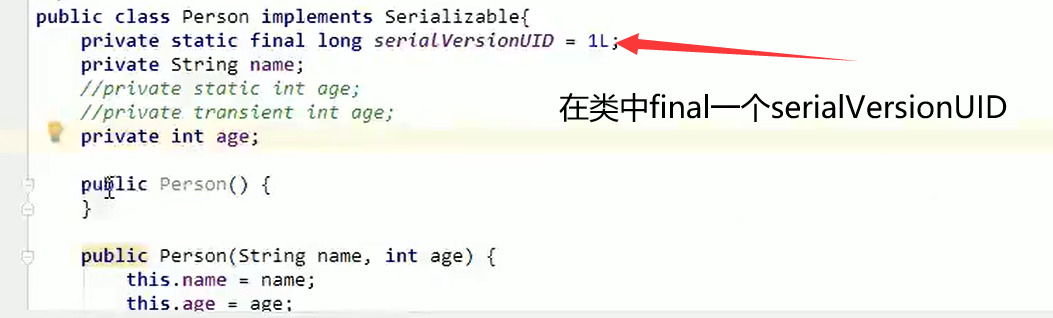 public class Person implements Serializable{
private static final long serialVersionUID = 1L;
private String name;
//private static int age;
在类中final一个serialVersionUID
//private transient int age;
private int age;
public Person() {
}
public Person(String name, int age) {
this.name = name;
this.age = age;